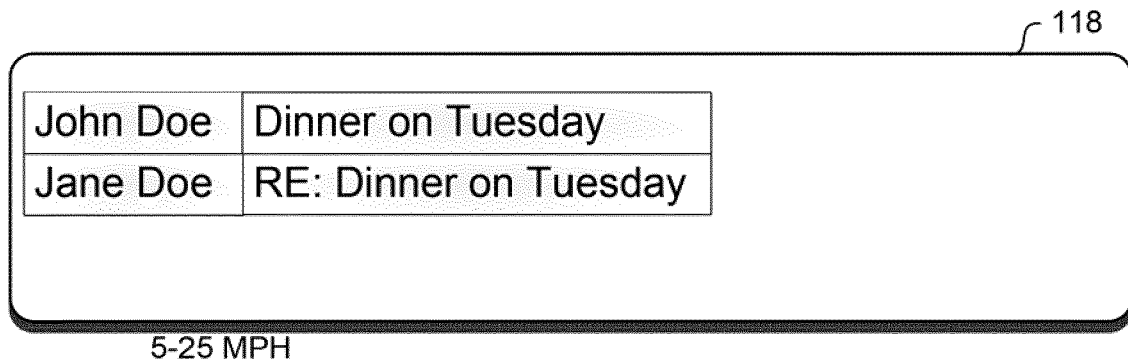 118
John Doe Dinner on Tuesday
Jane Doe RE: Dinner on Tuesday
5-25 MPH